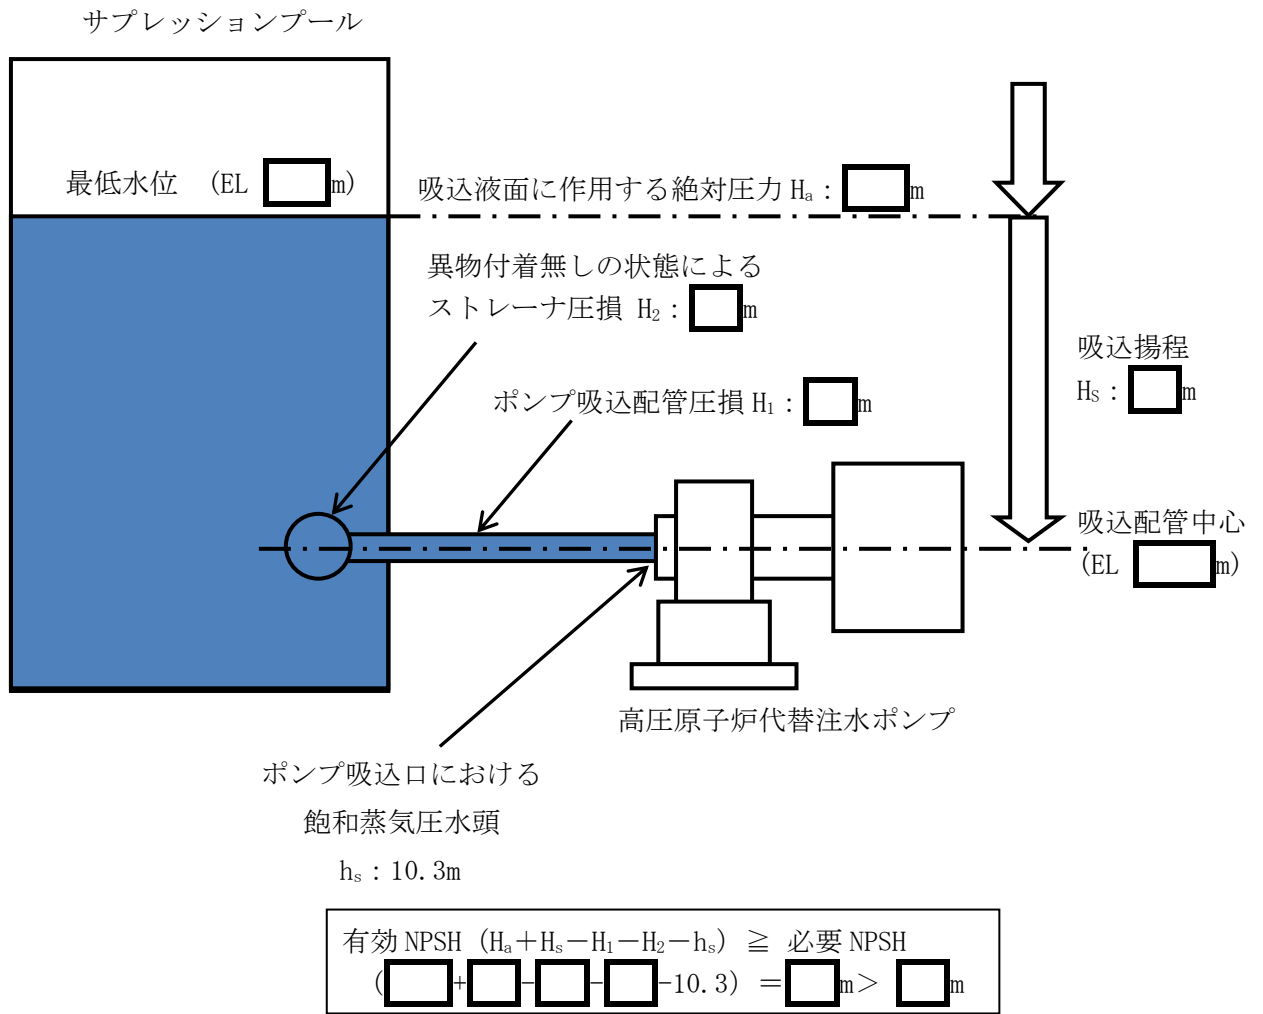 サプレッションプール
最低水位 (EL m)
吸込液面に作用する絶対圧力 Ha : m
異物付着無しの状態による
ストレーナ圧損 H2 : m
ポンプ吸込配管圧損 H1 : m
吸込揚程
HS : m
吸込配管中心
(EL m)
高圧原子炉代替注水ポンプ
ポンプ吸込口における
飽和蒸気圧水頭
hs : 10.3m
有効 NPSH (Ha+Hs-H1-H2-hs) ≧ 必要 NPSH
( + - - -10.3) = m> m